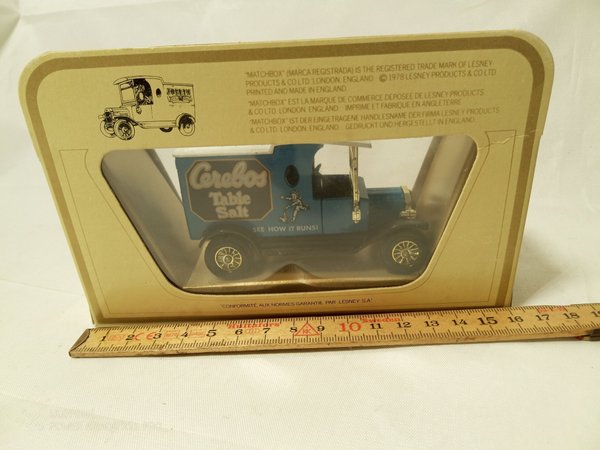 "MATCHBOX" (MARCA REGISTRADA) IS THE REGISTERED TRADE MARK OF LESNEY
PRODUCTS & CO LTD. LONDON. ENGLAND. © 1978 LESNEY PRODUCTS & CO LTD
PRINTED AND MADE IN ENGLAND.
"MATCHBOX" EST LA MARQUE DE COMMERCE DEPOSEE DE LESNEY PRODUCTS
& CO LTD. LONDON. ENGLAND. IMPRIME ET FABRIQUE EN ANGLETERRE
"MATCHBOX" IST DER EINGETRAGENE HANDLESNAME DER FIRMA LESNEY PRODUCTS
& CO LTD. LONDON. ENGLAND. GEDRUCKT UND HERGESTELLT IN ENGLAND.
Cerebos
Table
Salt
SEE HOW IT RUNS!
"CONFORMITÉ AUX NORMES GARANTIE PAR LESNEY S.A."
1 2 3 4 5 6 7 8 9 10 11 12 13 14 15 16 17 18